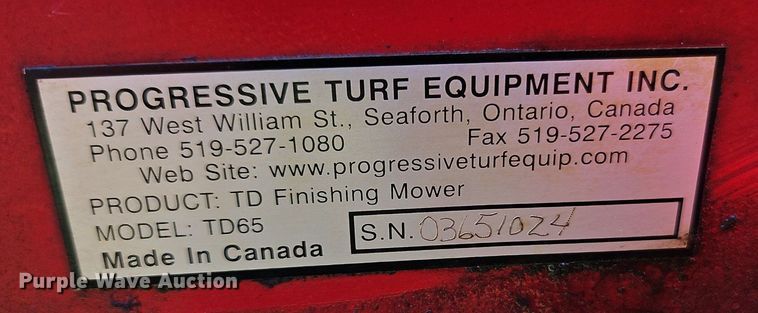 PROGRESSIVE TURF EQUIPMENT INC.
137 West William St., Seaforth, Ontario, Canada
Phone 519-527-1080 Fax 519-527-2275
Web Site: www.progressiveturfequip.com
PRODUCT: TD Finishing Mower
MODEL: TD65
S.N. 03651024
Made In Canada
Purple Wave Auction